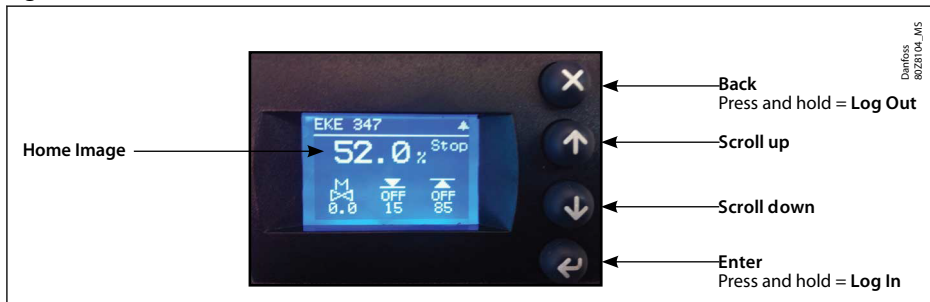 Danfoss
80Z8104_MS
Back
Press and hold = Log Out
Home Image
Scroll up
Scroll down
Enter
Press and hold = Log In
EKE 347
52.0 % Stop
M
OFF OFF
0.0 15 85